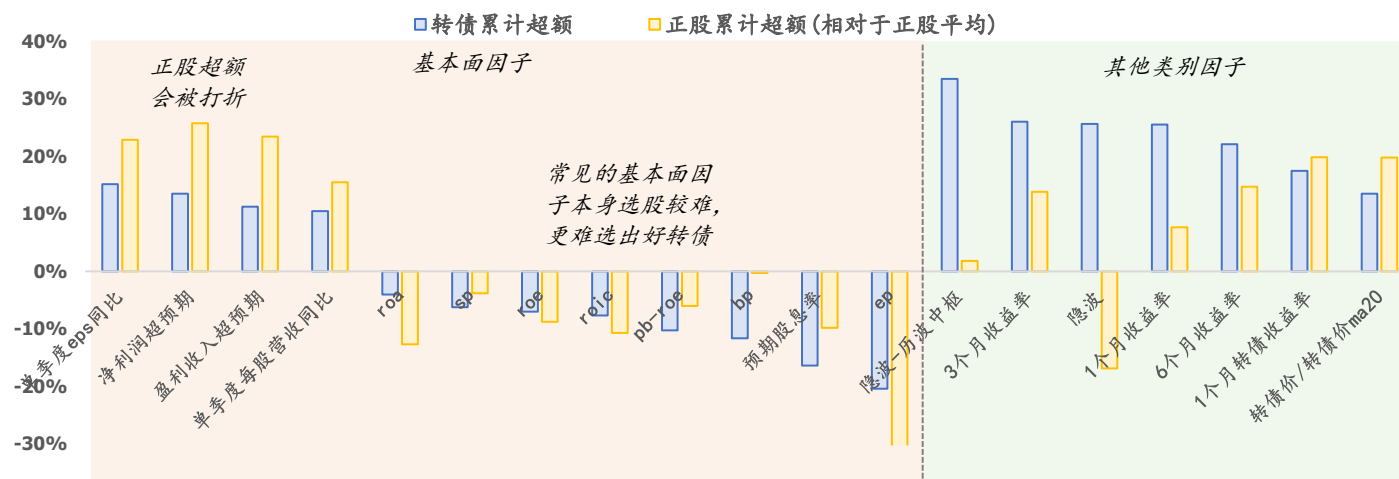 转债累计超额
正股累计超额(相对于正股平均)
40%
30%
20%
10%
0%
-10%
-20%
-30%
正股超额
会被打折
基本面因子
其他类别因子
常见的基本面因
子本身选股较难，
更难选出好转债
单季度eps同比
净利润超预期
盈利收入超预期
单季度每股营收同比
roa
sp
roe
roic
pb-roe
bp
预期股息率
ep
隐波-历波中枢
3个月收益率
隐波
1个月收益率
6个月收益率
1个月转债收益率
转债价/转债价ma20